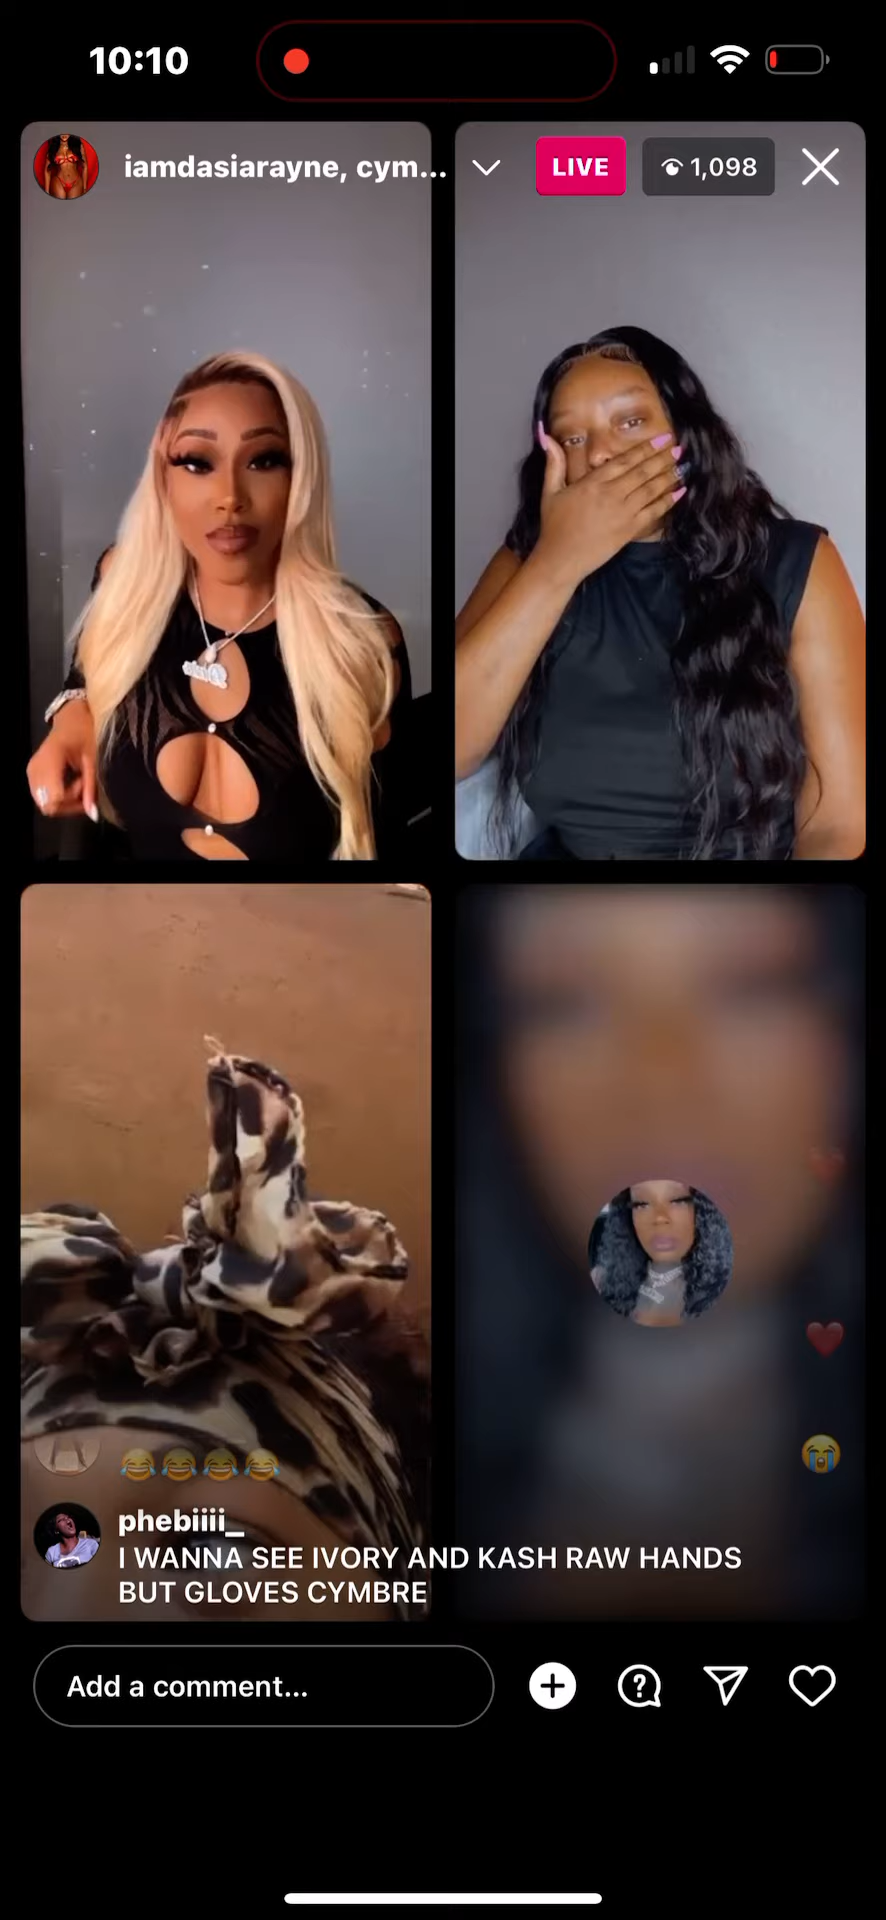 10:10
iamdasiarayne, cym...
LIVE
1,098
😂😂😂😂
phebiiii_
I WANNA SEE IVORY AND KASH RAW HANDS
BUT GLOVES CYMBRE
Add a comment...